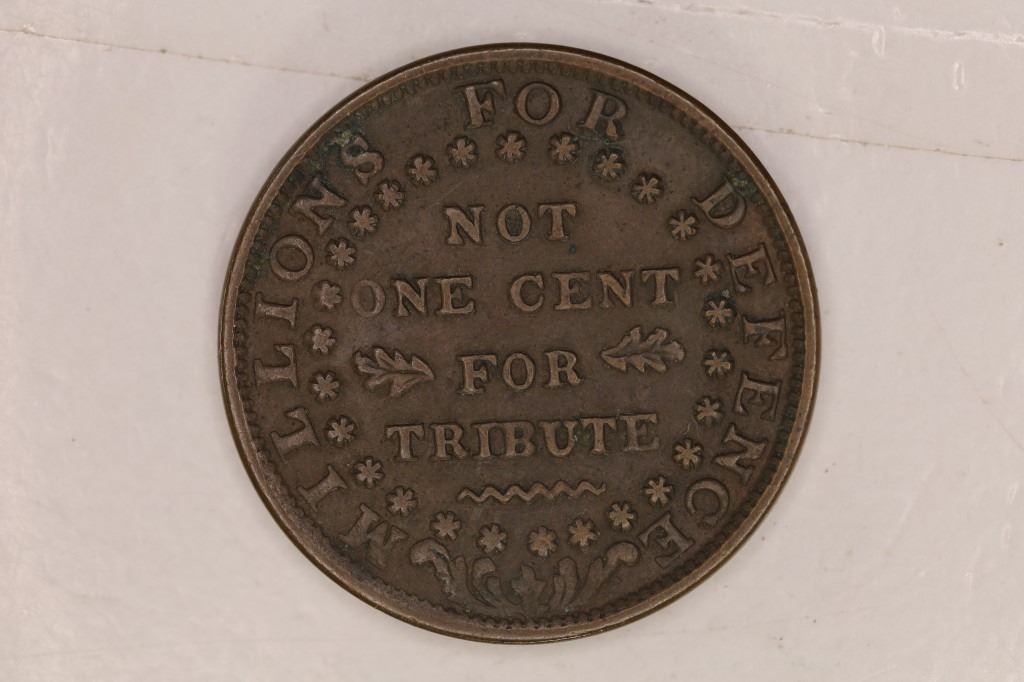 MILLIONS FOR DEFENCE
NOT
ONE CENT
FOR
TRIBUTE